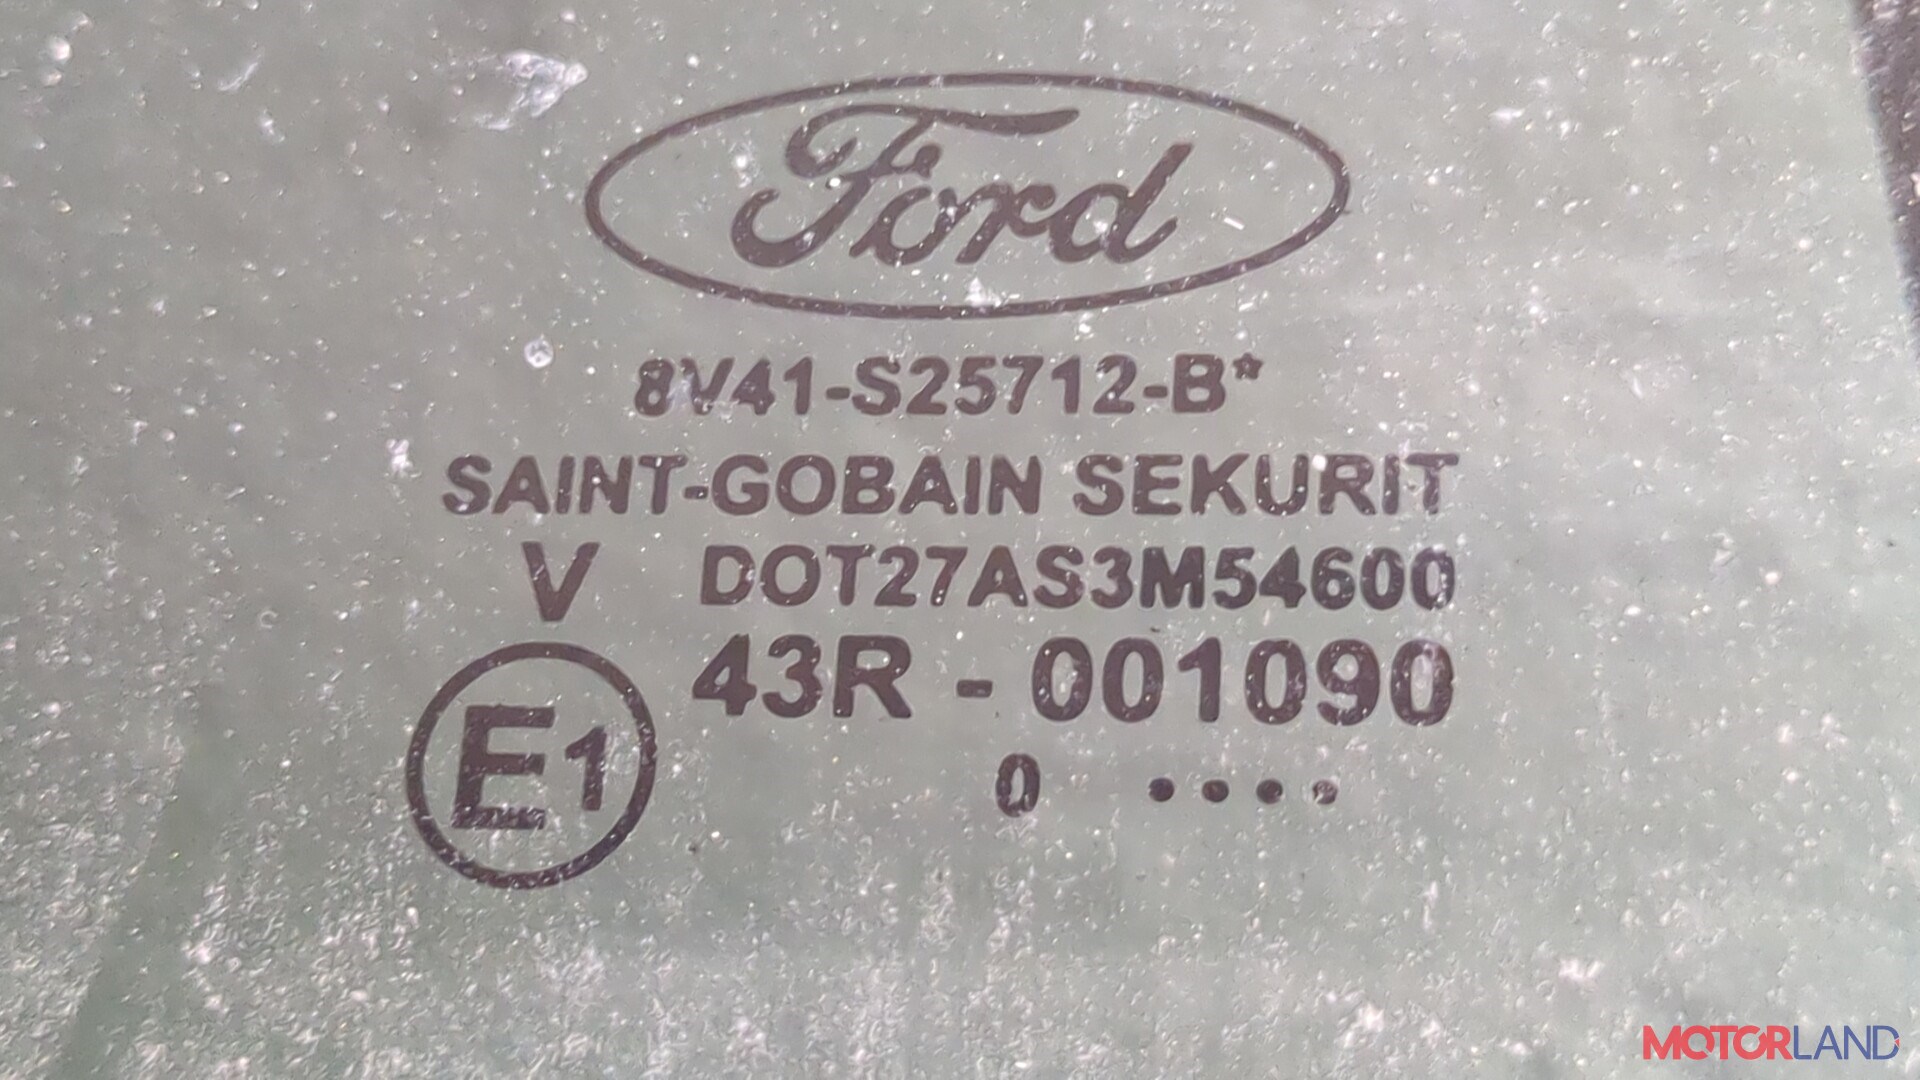 Ford
8V41-S25712-B*
SAINT-GOBAIN SEKURIT
V DOT27AS3M54600
43R - 001090
E1
0 ••••
MOTORLAND